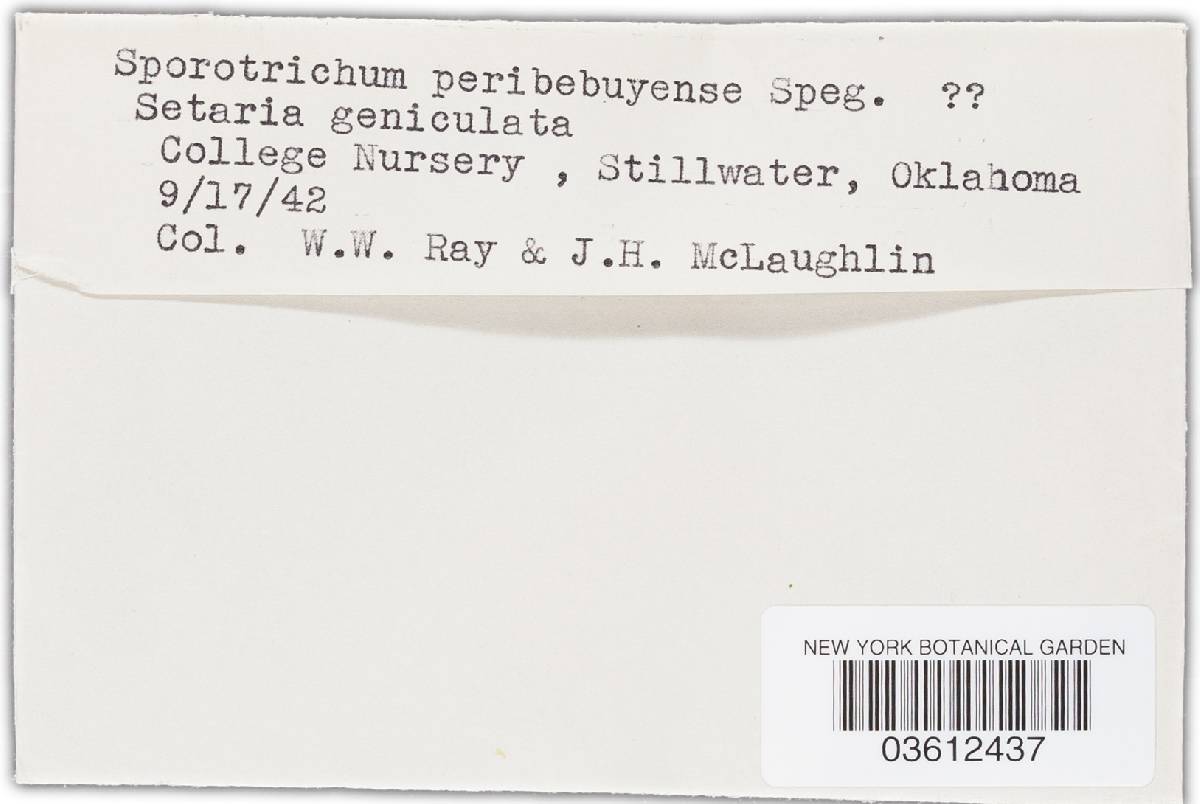 Sporotrichum peribebuyense Speg. ??
Setaria geniculata
College Nursery , Stillwater, Oklahoma
9/17/42
Col. W.W. Ray & J.H. McLaughlin
NEW YORK BOTANICAL GARDEN
03612437